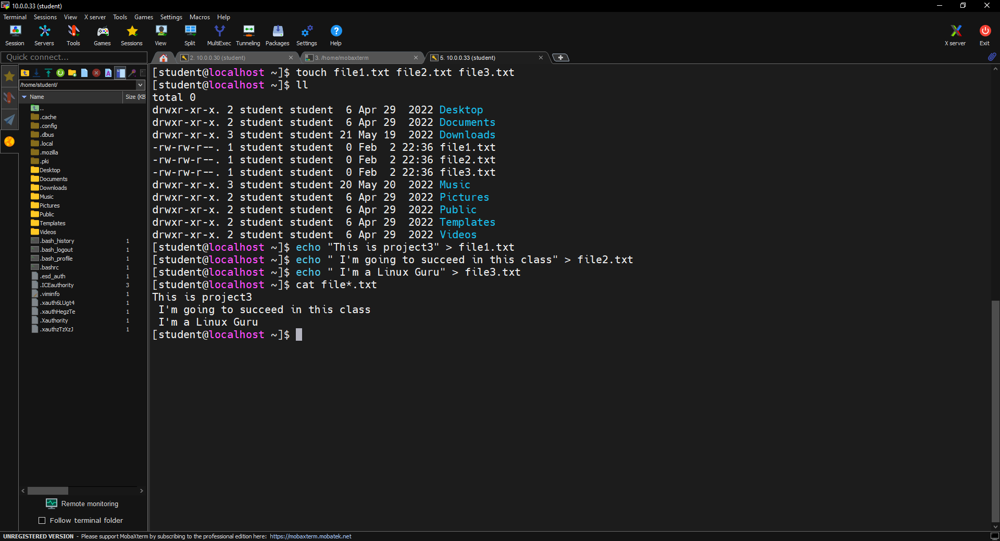 10.0.0.33 (student)
Terminal Sessions View X server Tools Games Settings Macros Help
Session Servers Tools Games Sessions View Split MultiExec Tunneling Packages Settings Help X server Exit
Quick connect...
2. 10.0.0.30 (student)
3. /home/mobaxterm
5. 10.0.0.33 (student)
/home/student/
Name Size (KB
..
.cache
.config
.dbus
.local
.mozilla
.pki
Desktop
Documents
Downloads
Music
Pictures
Public
Templates
Videos
.bash_history 1
.bash_logout 1
.bash_profile 1
.bashrc 1
.esd_auth 1
.ICEauthority 3
.viminfo 1
.xauth6LUgt4 1
.xauthHegzTe 1
.Xauthority 1
.xauthzTzXzJ 1
Remote monitoring
Follow terminal folder
[student@localhost ~]$ touch file1.txt file2.txt file3.txt
[student@localhost ~]$ ll
total 0
drwxr-xr-x. 2 student student  6 Apr 29  2022 Desktop
drwxr-xr-x. 2 student student  6 Apr 29  2022 Documents
drwxr-xr-x. 3 student student 21 May 19  2022 Downloads
-rw-rw-r--. 1 student student  0 Feb  2 22:36 file1.txt
-rw-rw-r--. 1 student student  0 Feb  2 22:36 file2.txt
-rw-rw-r--. 1 student student  0 Feb  2 22:36 file3.txt
drwxr-xr-x. 3 student student 20 May 20  2022 Music
drwxr-xr-x. 2 student student  6 Apr 29  2022 Pictures
drwxr-xr-x. 2 student student  6 Apr 29  2022 Public
drwxr-xr-x. 2 student student  6 Apr 29  2022 Templates
drwxr-xr-x. 2 student student  6 Apr 29  2022 Videos
[student@localhost ~]$ echo "This is project3" > file1.txt
[student@localhost ~]$ echo " I'm going to succeed in this class" > file2.txt
[student@localhost ~]$ echo " I'm a Linux Guru" > file3.txt
[student@localhost ~]$ cat file*.txt
This is project3
 I'm going to succeed in this class
 I'm a Linux Guru
[student@localhost ~]$
UNREGISTERED VERSION - Please support MobaXterm by subscribing to the professional edition here: https://mobaxterm.mobatek.net